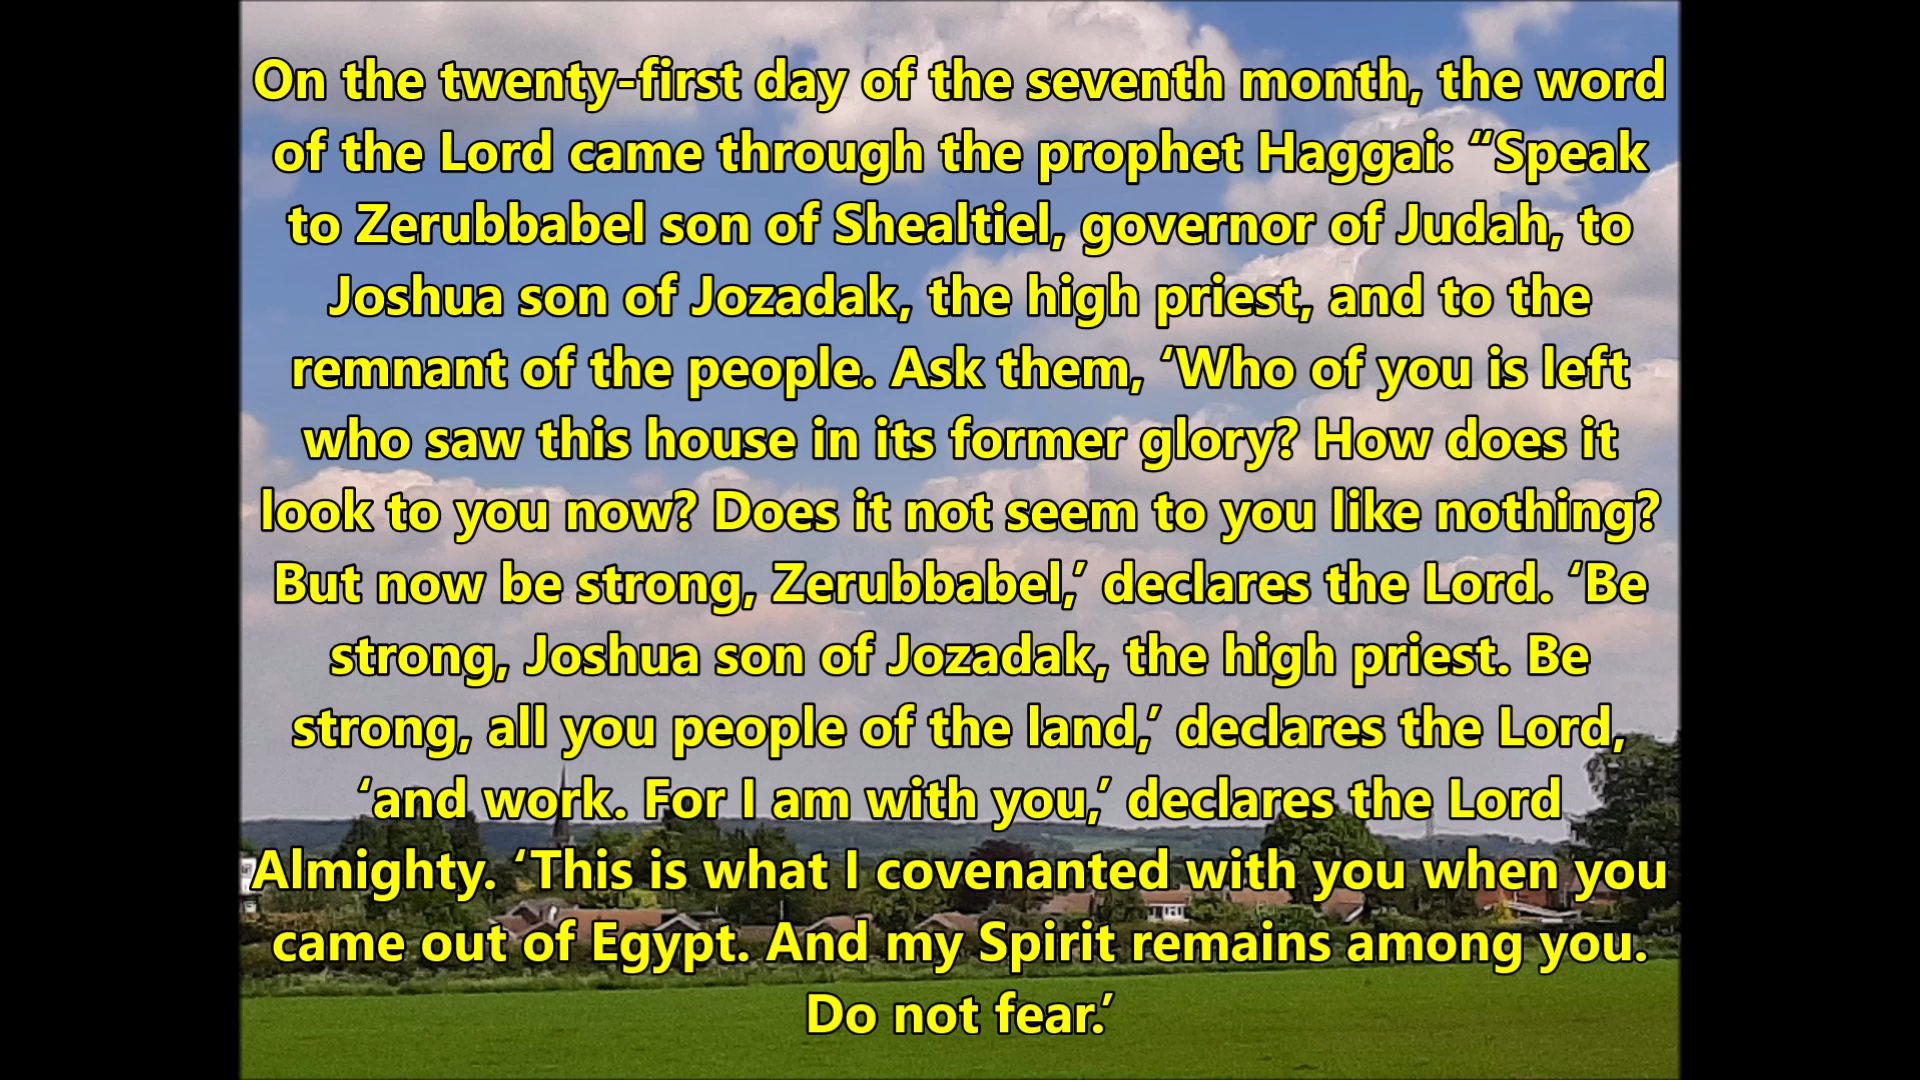 On the twenty-first day of the seventh month, the word
of the Lord came through the prophet Haggai: “Speak
to Zerubbabel son of Shealtiel, governor of Judah, to
Joshua son of Jozadak, the high priest, and to the
remnant of the people. Ask them, ‘Who of you is left
who saw this house in its former glory? How does it
look to you now? Does it not seem to you like nothing?
But now be strong, Zerubbabel,’ declares the Lord. ‘Be
strong, Joshua son of Jozadak, the high priest. Be
strong, all you people of the land,’ declares the Lord,
‘and work. For I am with you,’ declares the Lord
Almighty. ‘This is what I covenanted with you when you
came out of Egypt. And my Spirit remains among you.
Do not fear.’